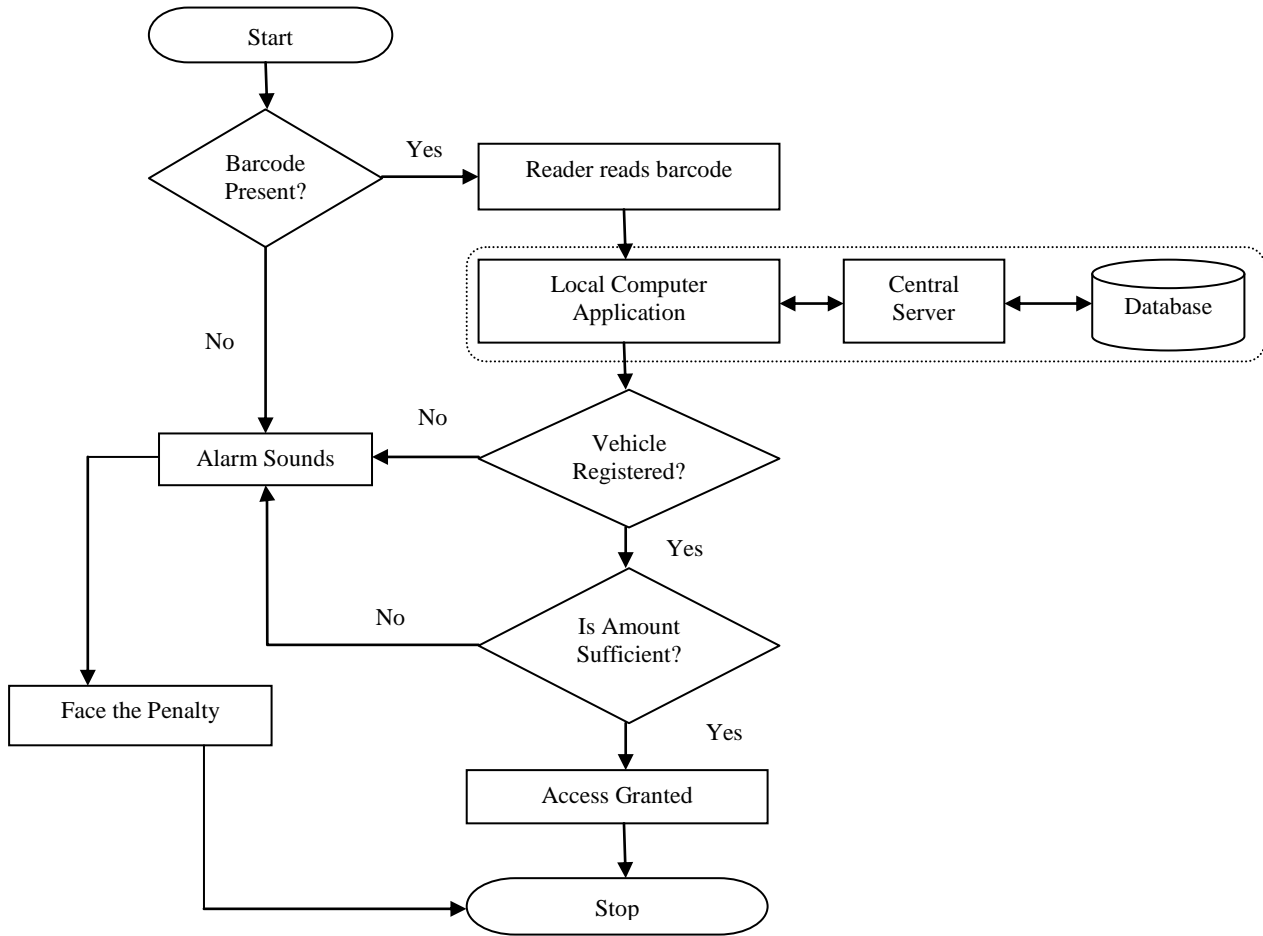 Start
Barcode
Present?
Yes
Reader reads barcode
Local Computer
Application
Central
Server
Database
No
No
Alarm Sounds
Vehicle
Registered?
Yes
No
Is Amount
Sufficient?
Face the Penalty
Yes
Access Granted
Stop